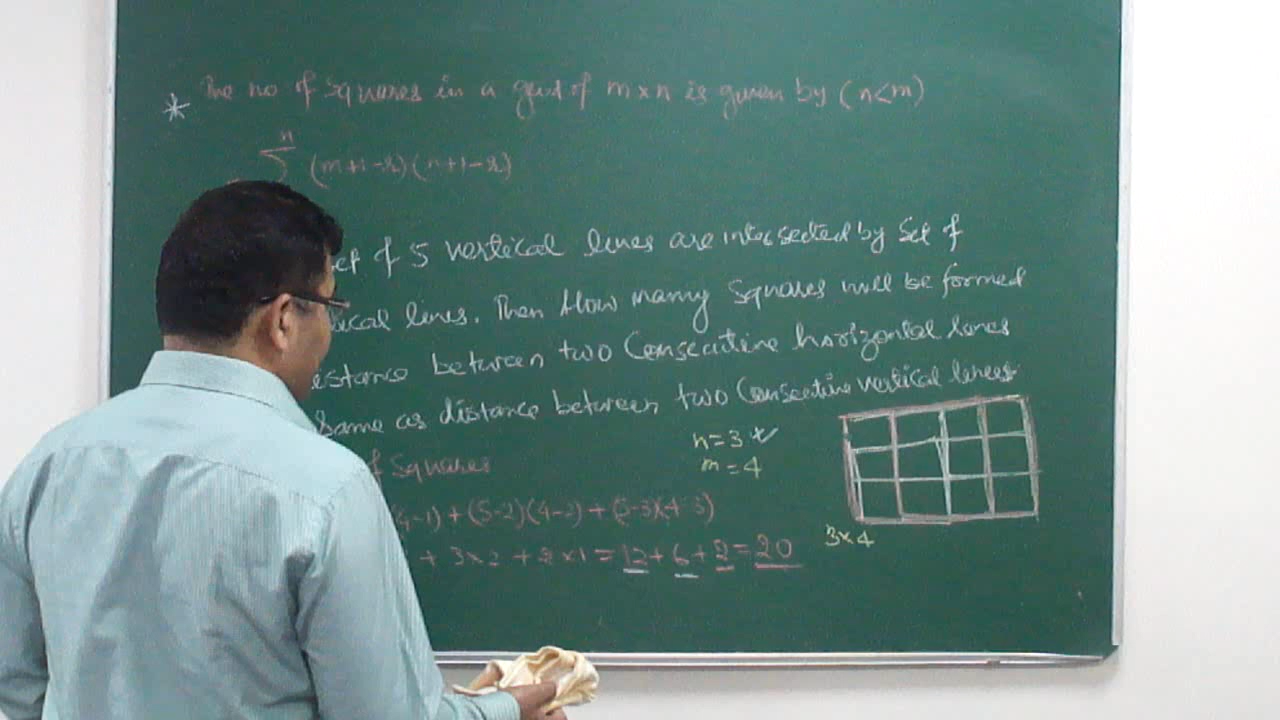 * The no of squares in a grid of m×n is given by (n<m)
n
∑ (m+1-r)(n+1-r)
set of 5 vertical lines are intersected by set of
lines. Then How many squares will be formed
distance between two Consecutive horizontal lines
Same as distance between two Consecutive vertical lines.
n=3
of Squares
m=4
4-1) + (5-2)(4-2) + (5-3)(4-3)
+ 3×2 + 2×1 = 12 + 6 + 2 = 20
3×4